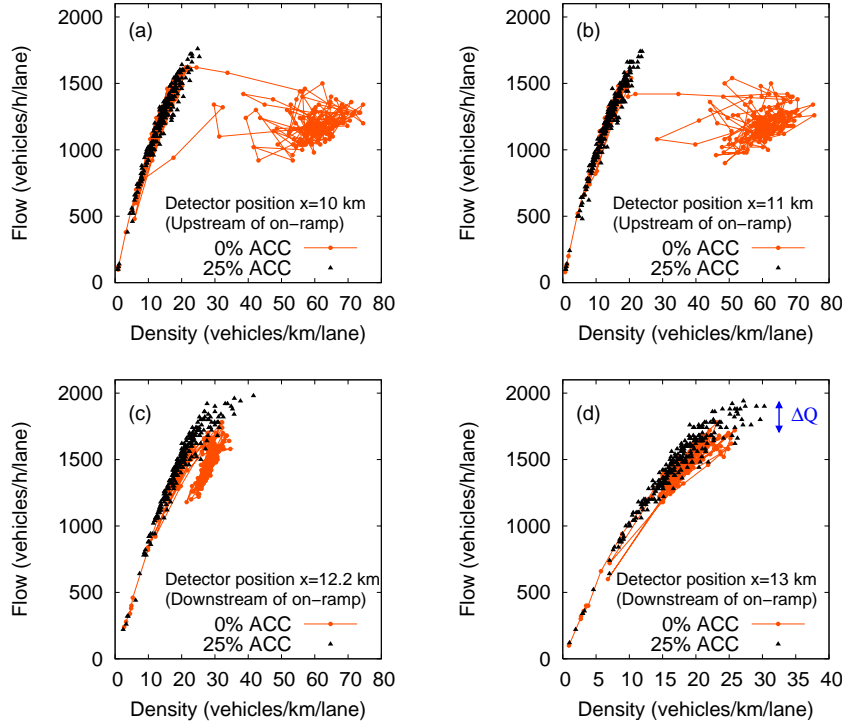 (a)
Flow (vehicles/h/lane)
2000
1500
1000
500
0
Detector position x=10 km
(Upstream of on−ramp)
0% ACC
25% ACC
0 10 20 30 40 50 60 70 80
Density (vehicles/km/lane)
(b)
Flow (vehicles/h/lane)
2000
1500
1000
500
0
Detector position x=11 km
(Upstream of on−ramp)
0% ACC
25% ACC
0 10 20 30 40 50 60 70 80
Density (vehicles/km/lane)
(c)
Flow (vehicles/h/lane)
2000
1500
1000
500
0
Detector position x=12.2 km
(Downstream of on−ramp)
0% ACC
25% ACC
0 10 20 30 40 50 60 70 80
Density (vehicles/km/lane)
(d)
ΔQ
Flow (vehicles/h/lane)
2000
1500
1000
500
0
Detector position x=13 km
(Downstream of on−ramp)
0% ACC
25% ACC
0 5 10 15 20 25 30 35 40
Density (vehicles/km/lane)